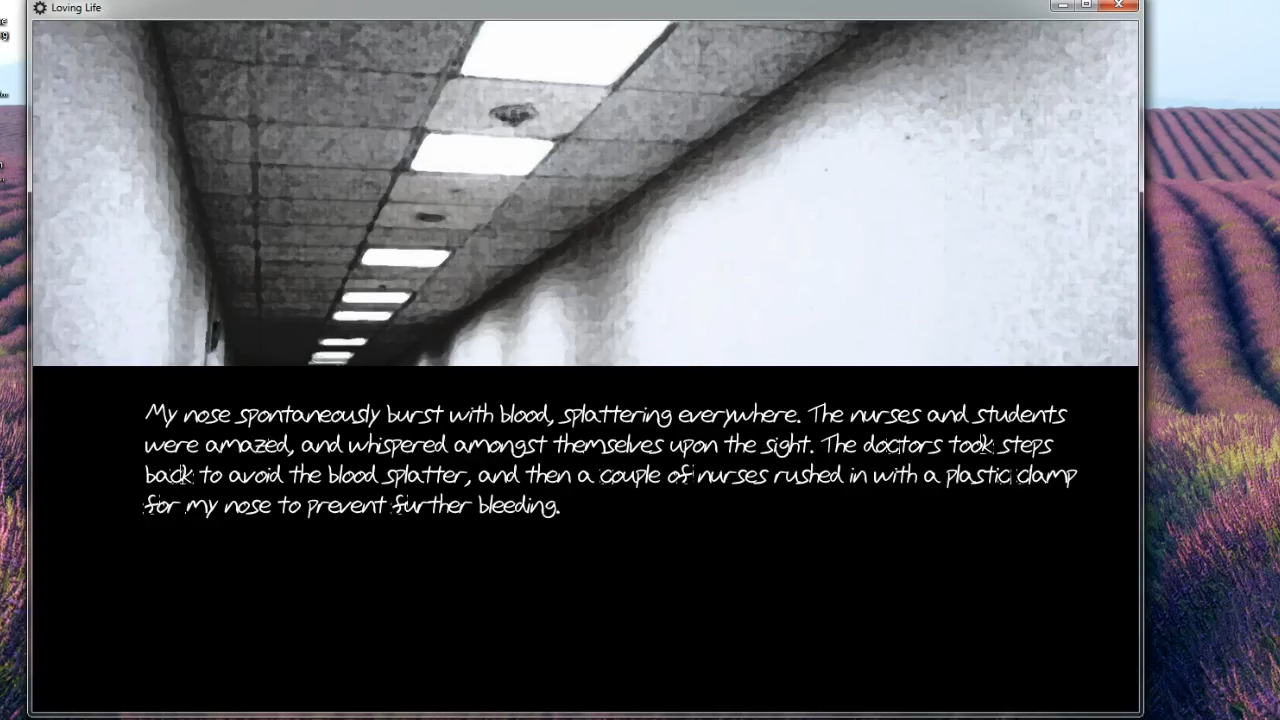 Loving Life
My nose spontaneously burst with blood, splattering everywhere. The nurses and students
were amazed, and whispered amongst themselves upon the sight. The doctors took steps
back to avoid the blood splatter, and then a couple of nurses rushed in with a plastic clamp
for my nose to prevent further bleeding.